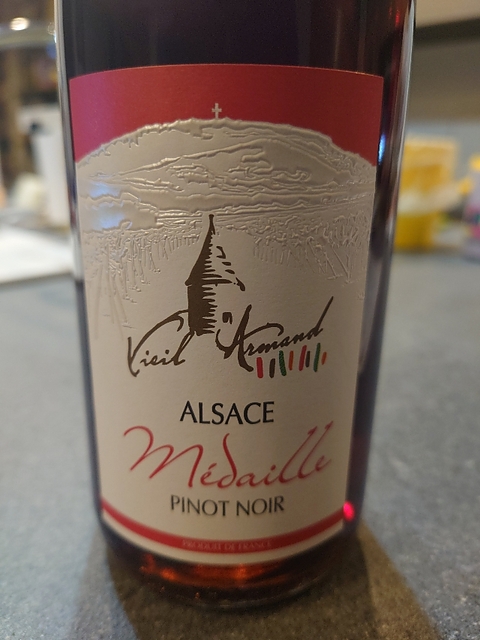 Vieil Armand
ALSACE
Médaille
PINOT NOIR
PRODUIT DE FRANCE